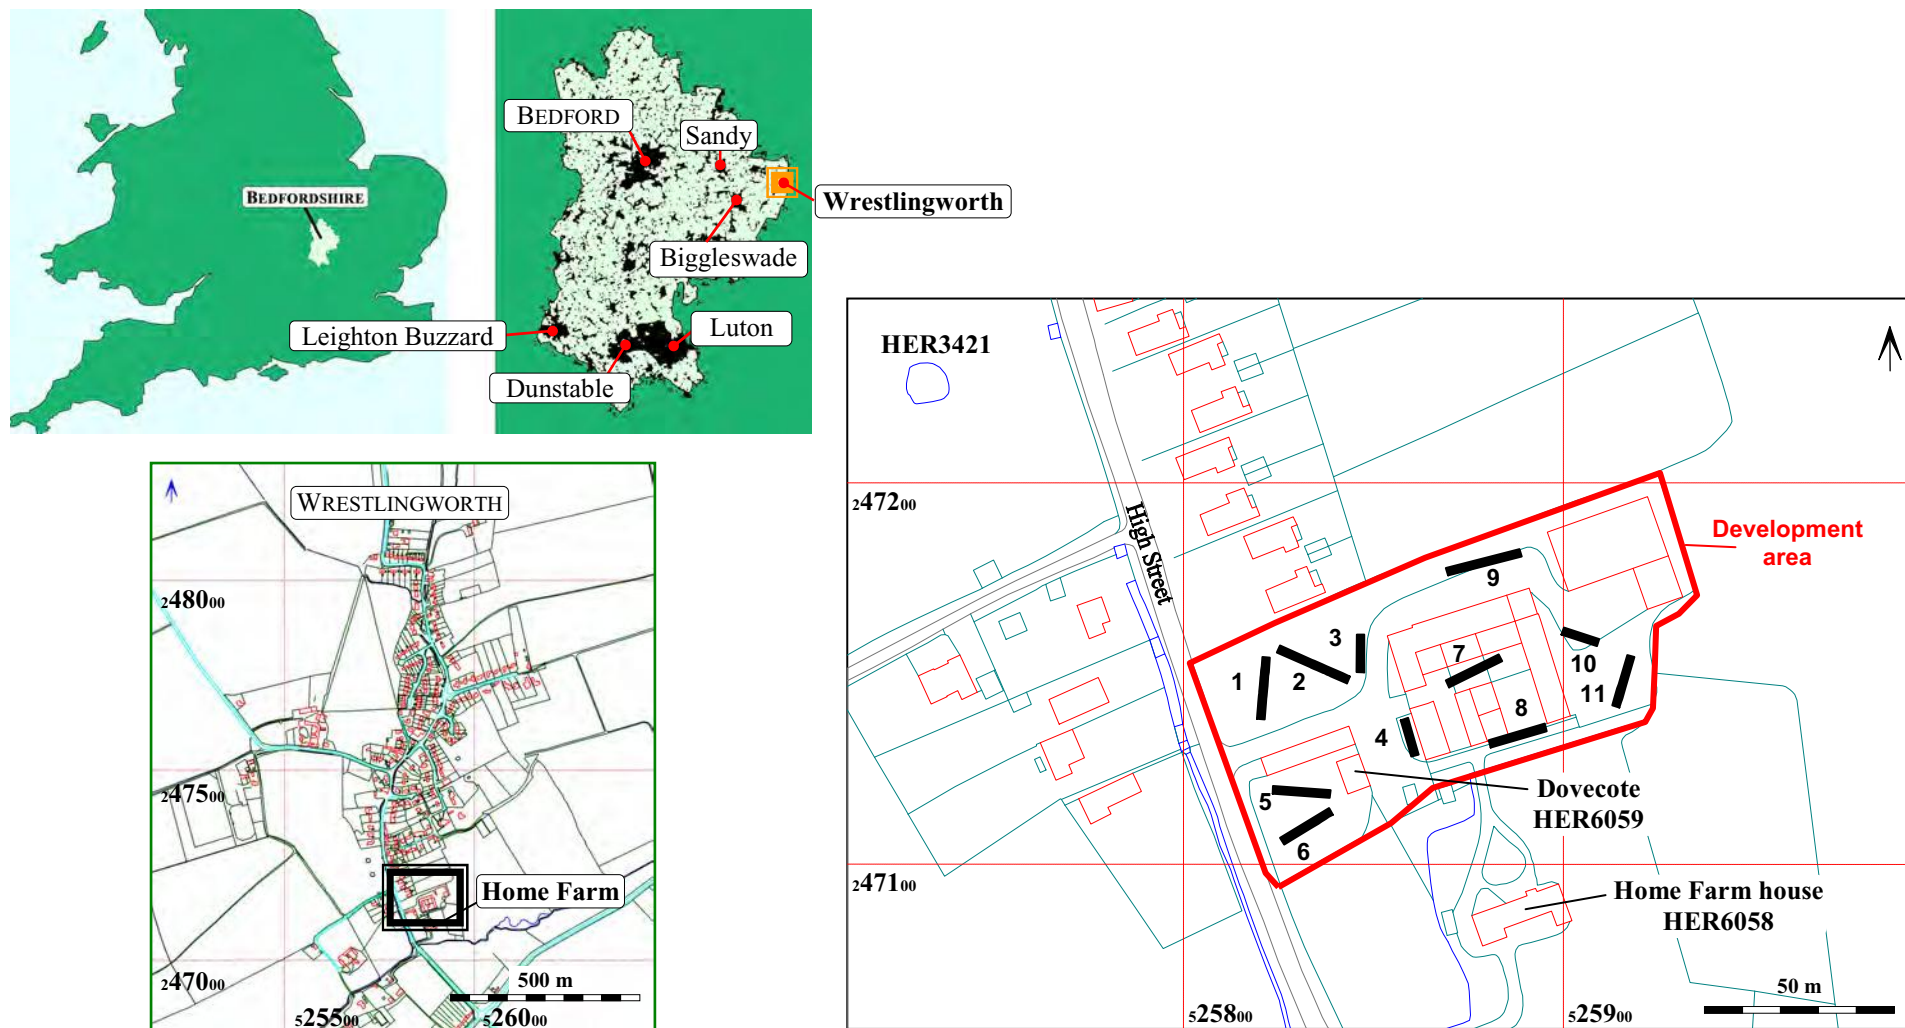 BEDFORDSHIRE
BEDFORD
Sandy
Wrestlingworth
Biggleswade
Leighton Buzzard
Luton
Dunstable
WRESTLINGWORTH
248000
247500
Home Farm
247000
500 m
525500
526000
HER3421
247200
High Street
Development
area
9
3
1
2
7
10
11
4
8
5
6
Dovecote
HER6059
247100
Home Farm house
HER6058
50 m
525800
525900